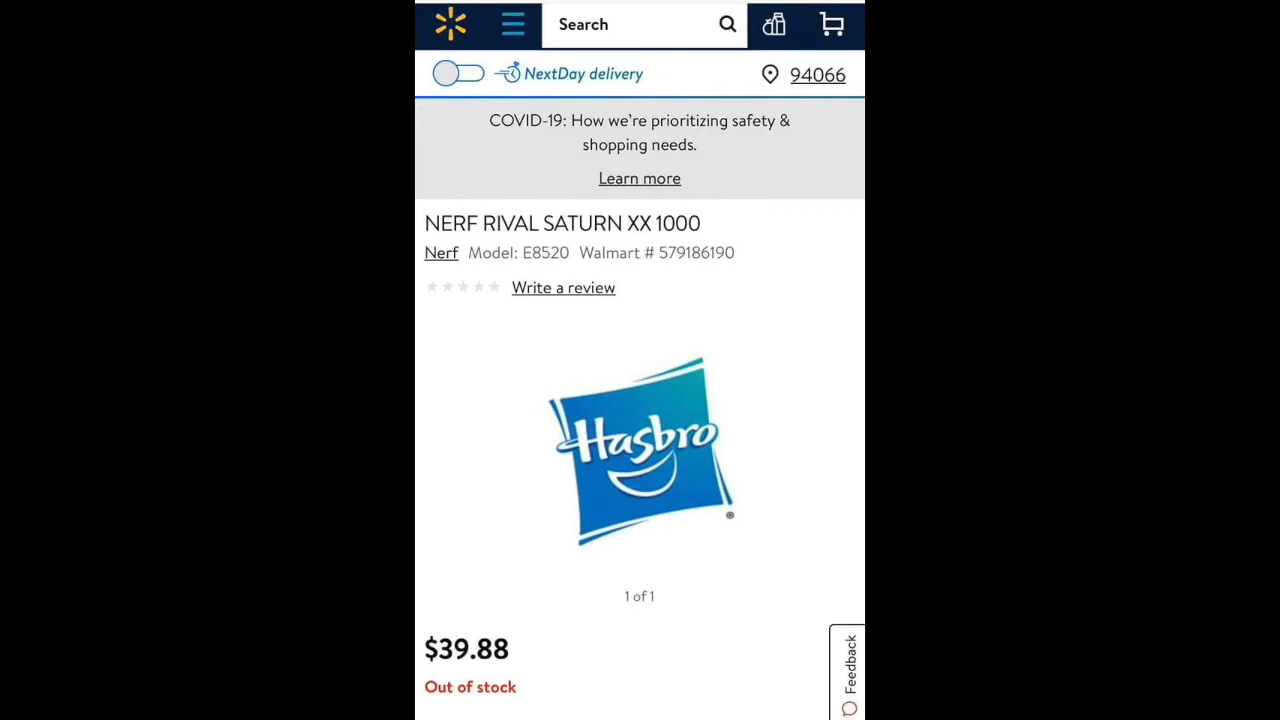 Search
NextDay delivery
94066
COVID-19: How we're prioritizing safety &
shopping needs.
Learn more
NERF RIVAL SATURN XX 1000
Nerf Model: E8520 Walmart # 579186190
Write a review
Hasbro
®
1 of 1
$39.88
Out of stock
Feedback